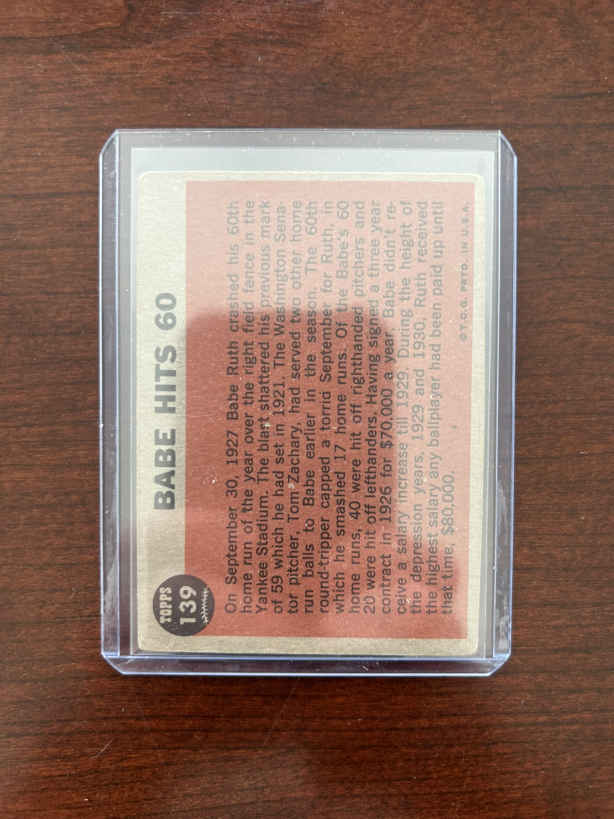 TOPPS
139
BABE HITS 60
On September 30, 1927 Babe Ruth crashed his 60th
home run of the year over the right field fence in the
Yankee Stadium. The blart shattered his previous mark
of 59 which he had set in 1921. The Washington Sena-
tor pitcher, Tom Zachary, had served two other home
run balls to Babe earlier in the season. The 60th
round-tripper capped a torrid September for Ruth, in
which he smashed 17 home runs. Of the Babe's 60
home runs, 40 were hit off righthanded pitchers and
20 were hit off lefthanders. Having signed a three year
contract in 1926 for $70,000 a year, Babe didn't re-
ceive a salary increase till 1929. During the height of
the depression years, 1929 and 1930, Ruth received
the highest salary any ballplayer had been paid up until
that time, $80,000.
© T.C.G. PRTD. IN U.S.A.